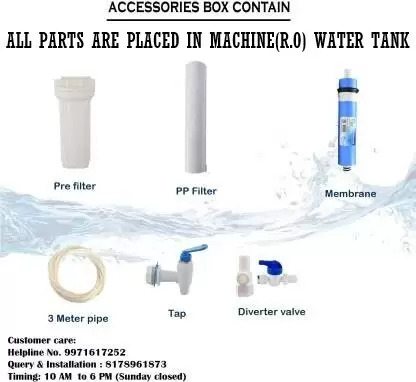 ACCESSORIES BOX CONTAIN
ALL PARTS ARE PLACED IN MACHINE(R.O) WATER TANK
Pre filter
PP Filter
Membrane
3 Meter pipe
Tap
Diverter valve
Customer care:
Helpline No. 9971617252
Query & Installation : 8178961873
Timing: 10 AM to 6 PM (Sunday closed)